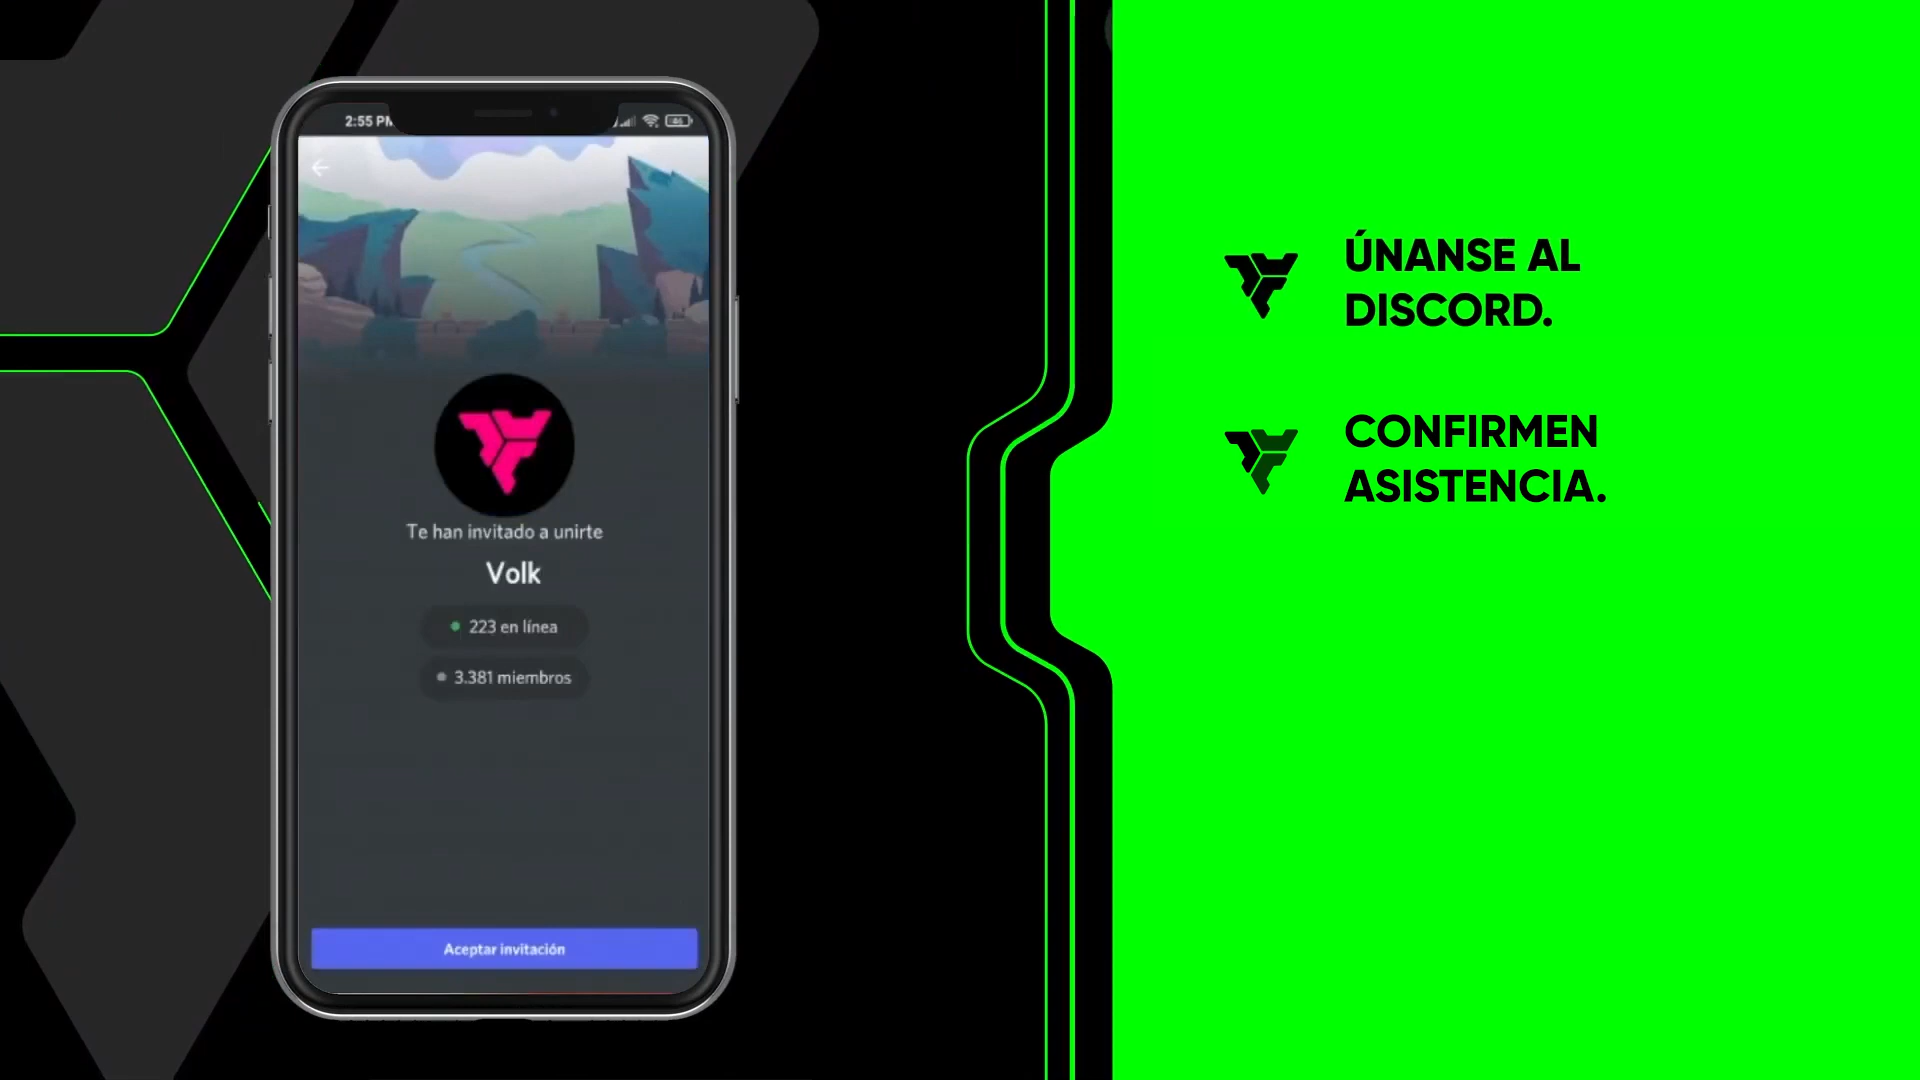 2:55 PM
46
Te han invitado a unirte
Volk
223 en línea
3.381 miembros
Aceptar invitación
ÚNANSE AL
DISCORD.
CONFIRMEN
ASISTENCIA.